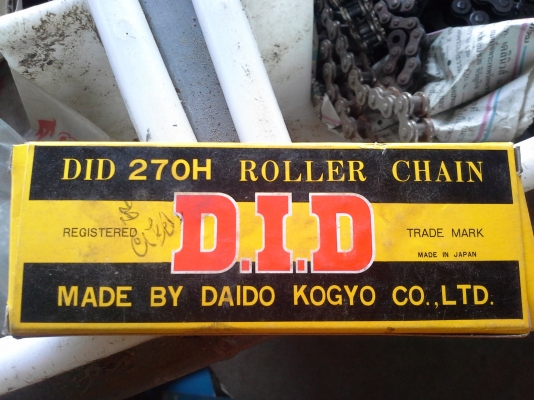 DID 270H ROLLER CHAIN
REGISTERED D.I.D TRADE MARK
MADE IN JAPAN
MADE BY DAIDO KOGYO CO.,LTD.